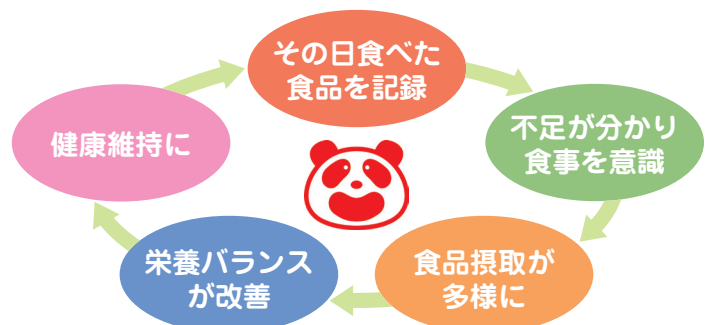 その日食べた
食品を記録
不足が分かり
食事を意識
食品摂取が
多様に
栄養バランス
が改善
健康維持に